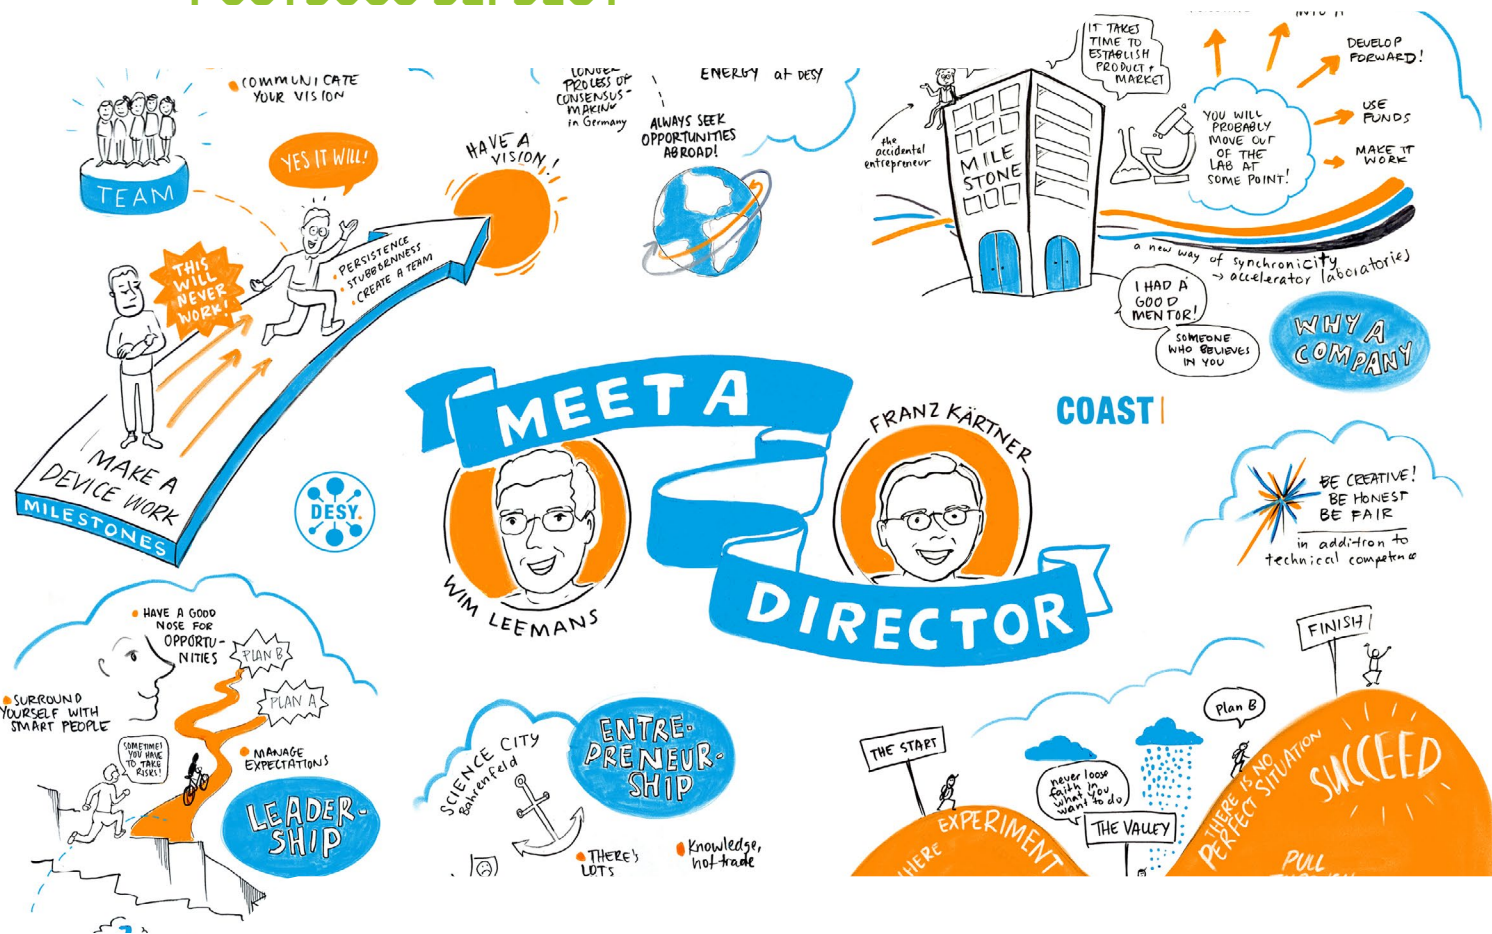 COMMUNICATE
YOUR VISION
TEAM
YES IT WILL!
HAVE A
VISION!
THIS
WILL
NEVER
WORK!
PERSISTENCE
STUBBORNNESS
CREATE A TEAM
MAKE A
DEVICE WORK
MILESTONES
DESY.
PROCESS OF
CONSENSUS-
MAKING
in Germany
ENERGY at DESY
ALWAYS SEEK
OPPORTUNITIES
ABROAD!
the
accidental
entrepreneur
IT TAKES
TIME TO
ESTABLISH
PRODUCT +
MARKET
MILE
STONE
YOU WILL
PROBABLY
MOVE OUT
OF THE
LAB AT
SOME POINT!
INTO A
DEVELOP
FORWARD!
USE
FUNDS
MAKE IT
WORK
a new way of synchronicity
→ accelerator laboratories
I HAD A
GOOD
MENTOR!
SOMEONE
WHO BELIEVES
IN YOU
WHY A
COMPANY
MEET A
DIRECTOR
WIM LEEMANS
FRANZ KÄRTNER
COAST
BE CREATIVE!
BE HONEST
BE FAIR
in addition to
technical competence
HAVE A GOOD
NOSE FOR
OPPORTU-
NITIES
PLAN B
PLAN A
SURROUND
YOURSELF WITH
SMART PEOPLE
SOMETIMES
YOU HAVE
TO TAKE
RISKS!
MANAGE
EXPECTATIONS
LEADER-
SHIP
SCIENCE CITY
Bahrenfeld
ENTRE-
PRENEUR-
SHIP
THERE'S
LOTS
Knowledge,
not trade
THE START
EXPERIMENT
never loose
faith in
what you
want to do
THE VALLEY
Plan B
THERE IS NO
PERFECT SITUATION
FINISH
SUCCEED
PULL